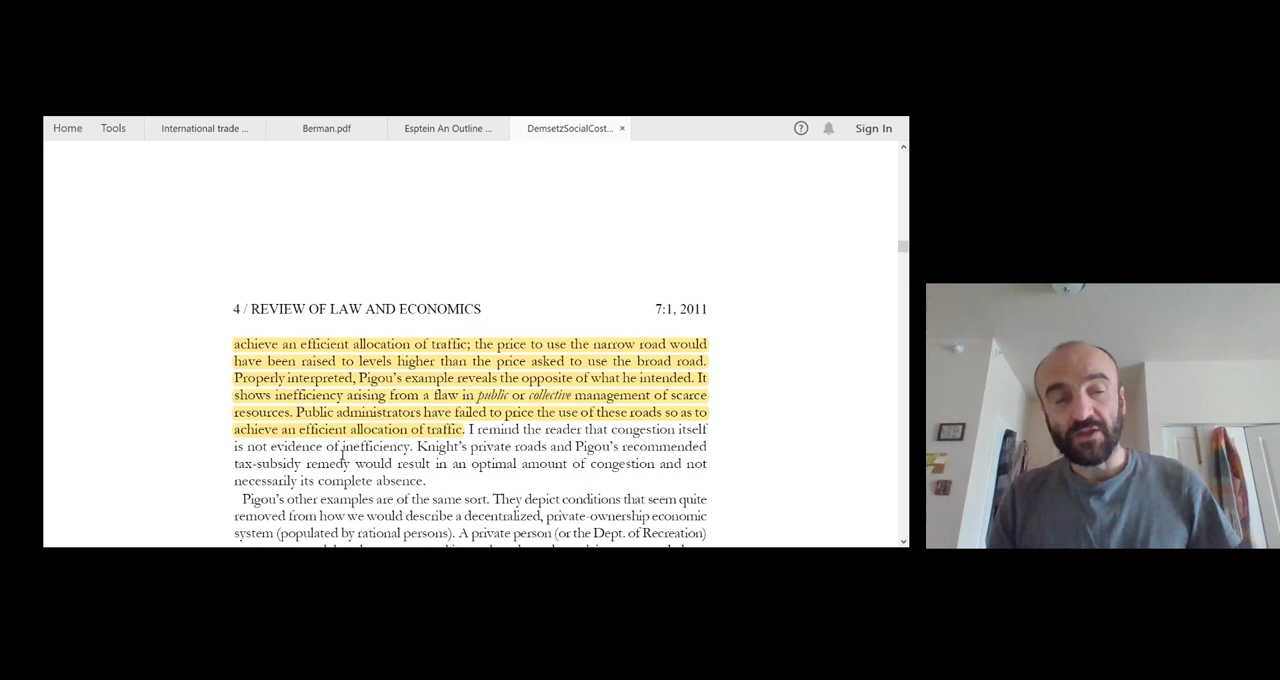 Home Tools International trade ... Berman.pdf Esptein An Outline ... DemsetzSocialCost... × ? Sign In
4 / REVIEW OF LAW AND ECONOMICS 7:1, 2011
achieve an efficient allocation of traffic; the price to use the narrow road would
have been raised to levels higher than the price asked to use the broad road.
Properly interpreted, Pigou's example reveals the opposite of what he intended. It
shows inefficiency arising from a flaw in public or collective management of scarce
resources. Public administrators have failed to price the use of these roads so as to
achieve an efficient allocation of traffic. I remind the reader that congestion itself
is not evidence of inefficiency. Knight's private roads and Pigou's recommended
tax-subsidy remedy would result in an optimal amount of congestion and not
necessarily its complete absence.
Pigou's other examples are of the same sort. They depict conditions that seem quite
removed from how we would describe a decentralized, private-ownership economic
system (populated by rational persons). A private person (or the Dept. of Recreation)